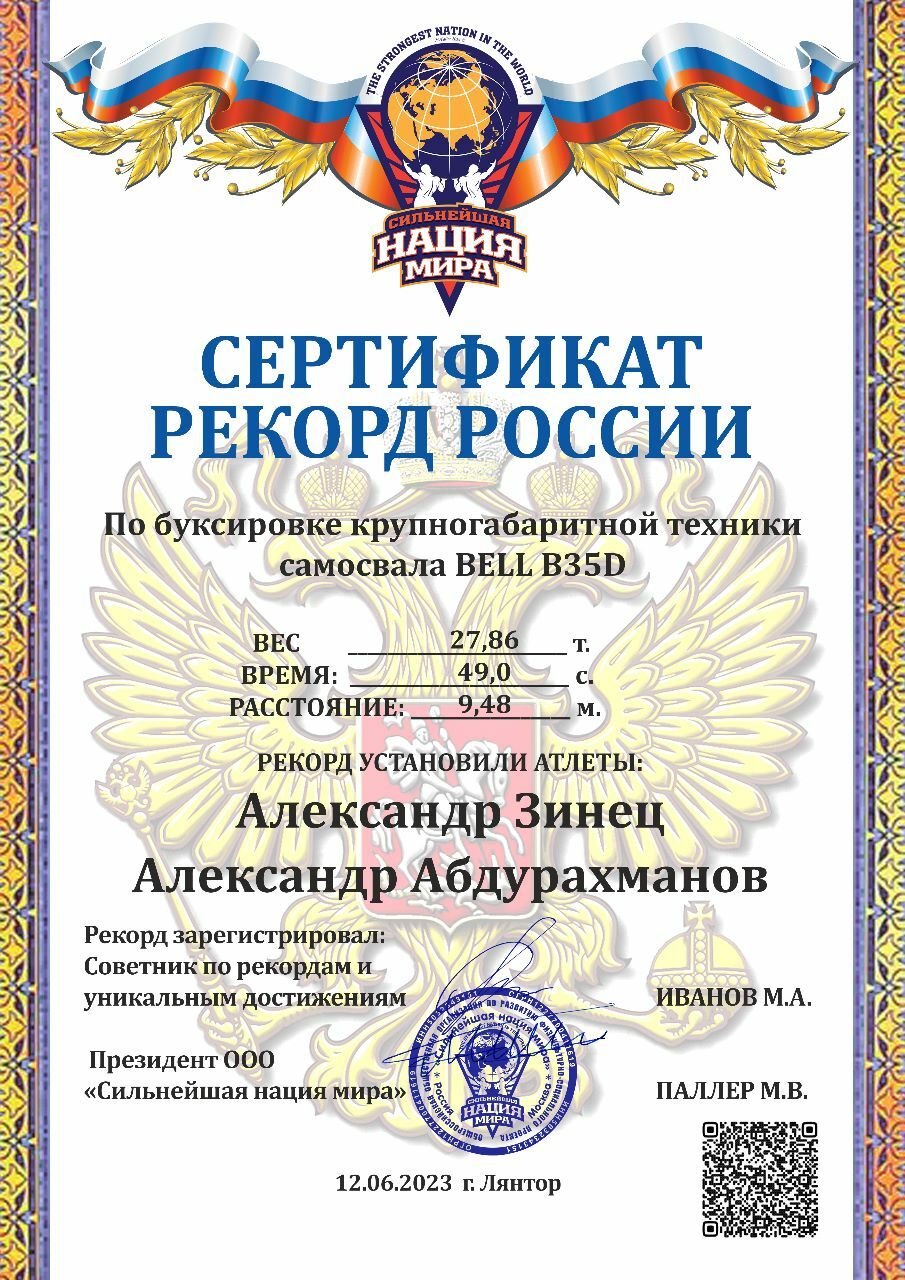 THE STRONGEST NATION IN THE WORLD
СИЛЬНЕЙШАЯ
НАЦИЯ
МИРА
СЕРТИФИКАТ
РЕКОРД РОССИИ
По буксировке крупногабаритной техники
самосвала BELL B35D
ВЕС 27,86 т.
ВРЕМЯ: 49,0 с.
РАССТОЯНИЕ: 9,48 м.
РЕКОРД УСТАНОВИЛИ АТЛЕТЫ:
Александр Зинец
Александр Абдурахманов
Рекорд зарегистрировал:
Советник по рекордам и
уникальным достижениям ИВАНОВ М.А.
Президент ООО
«Сильнейшая нация мира» ПАЛЛЕР М.В.
«Сильнейшая нация мира»
Россия * Москва
СИЛЬНЕЙШАЯ
НАЦИЯ
МИРА
12.06.2023 г. Лянтор